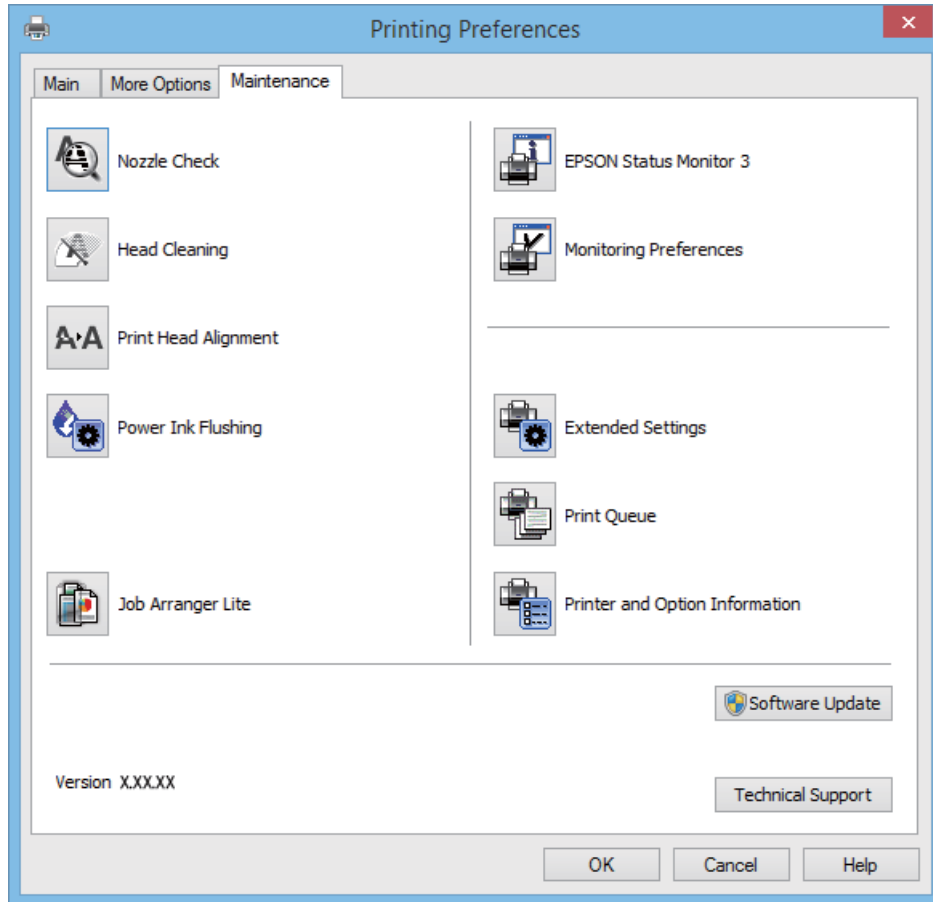 Printing Preferences
Main
More Options
Maintenance
Nozzle Check
Head Cleaning
Print Head Alignment
Power Ink Flushing
Job Arranger Lite
EPSON Status Monitor 3
Monitoring Preferences
Extended Settings
Print Queue
Printer and Option Information
Software Update
Version X.XX.XX
Technical Support
OK
Cancel
Help